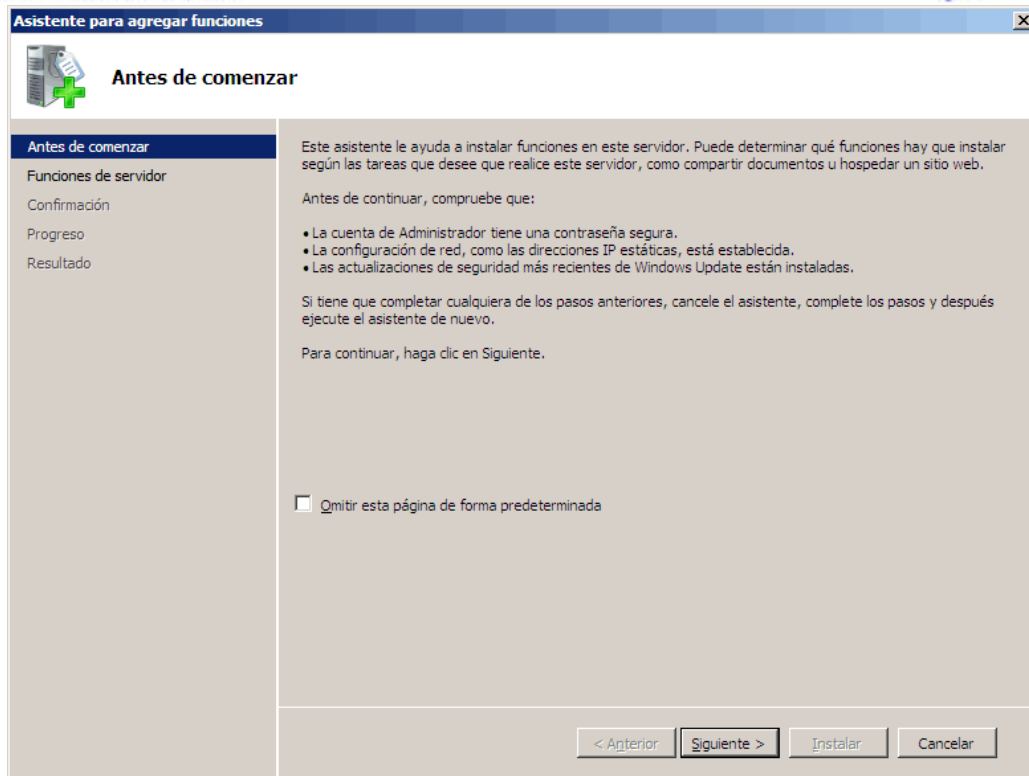 Asistente para agregar funciones
Antes de comenzar
Antes de comenzar
Funciones de servidor
Confirmación
Progreso
Resultado
Este asistente le ayuda a instalar funciones en este servidor. Puede determinar qué funciones hay que instalar
según las tareas que desee que realice este servidor, como compartir documentos u hospedar un sitio web.
Antes de continuar, compruebe que:
• La cuenta de Administrador tiene una contraseña segura.
• La configuración de red, como las direcciones IP estáticas, está establecida.
• Las actualizaciones de seguridad más recientes de Windows Update están instaladas.
Si tiene que completar cualquiera de los pasos anteriores, cancele el asistente, complete los pasos y después
ejecute el asistente de nuevo.
Para continuar, haga clic en Siguiente.
Omitir esta página de forma predeterminada
< Anterior Siguiente > Instalar Cancelar